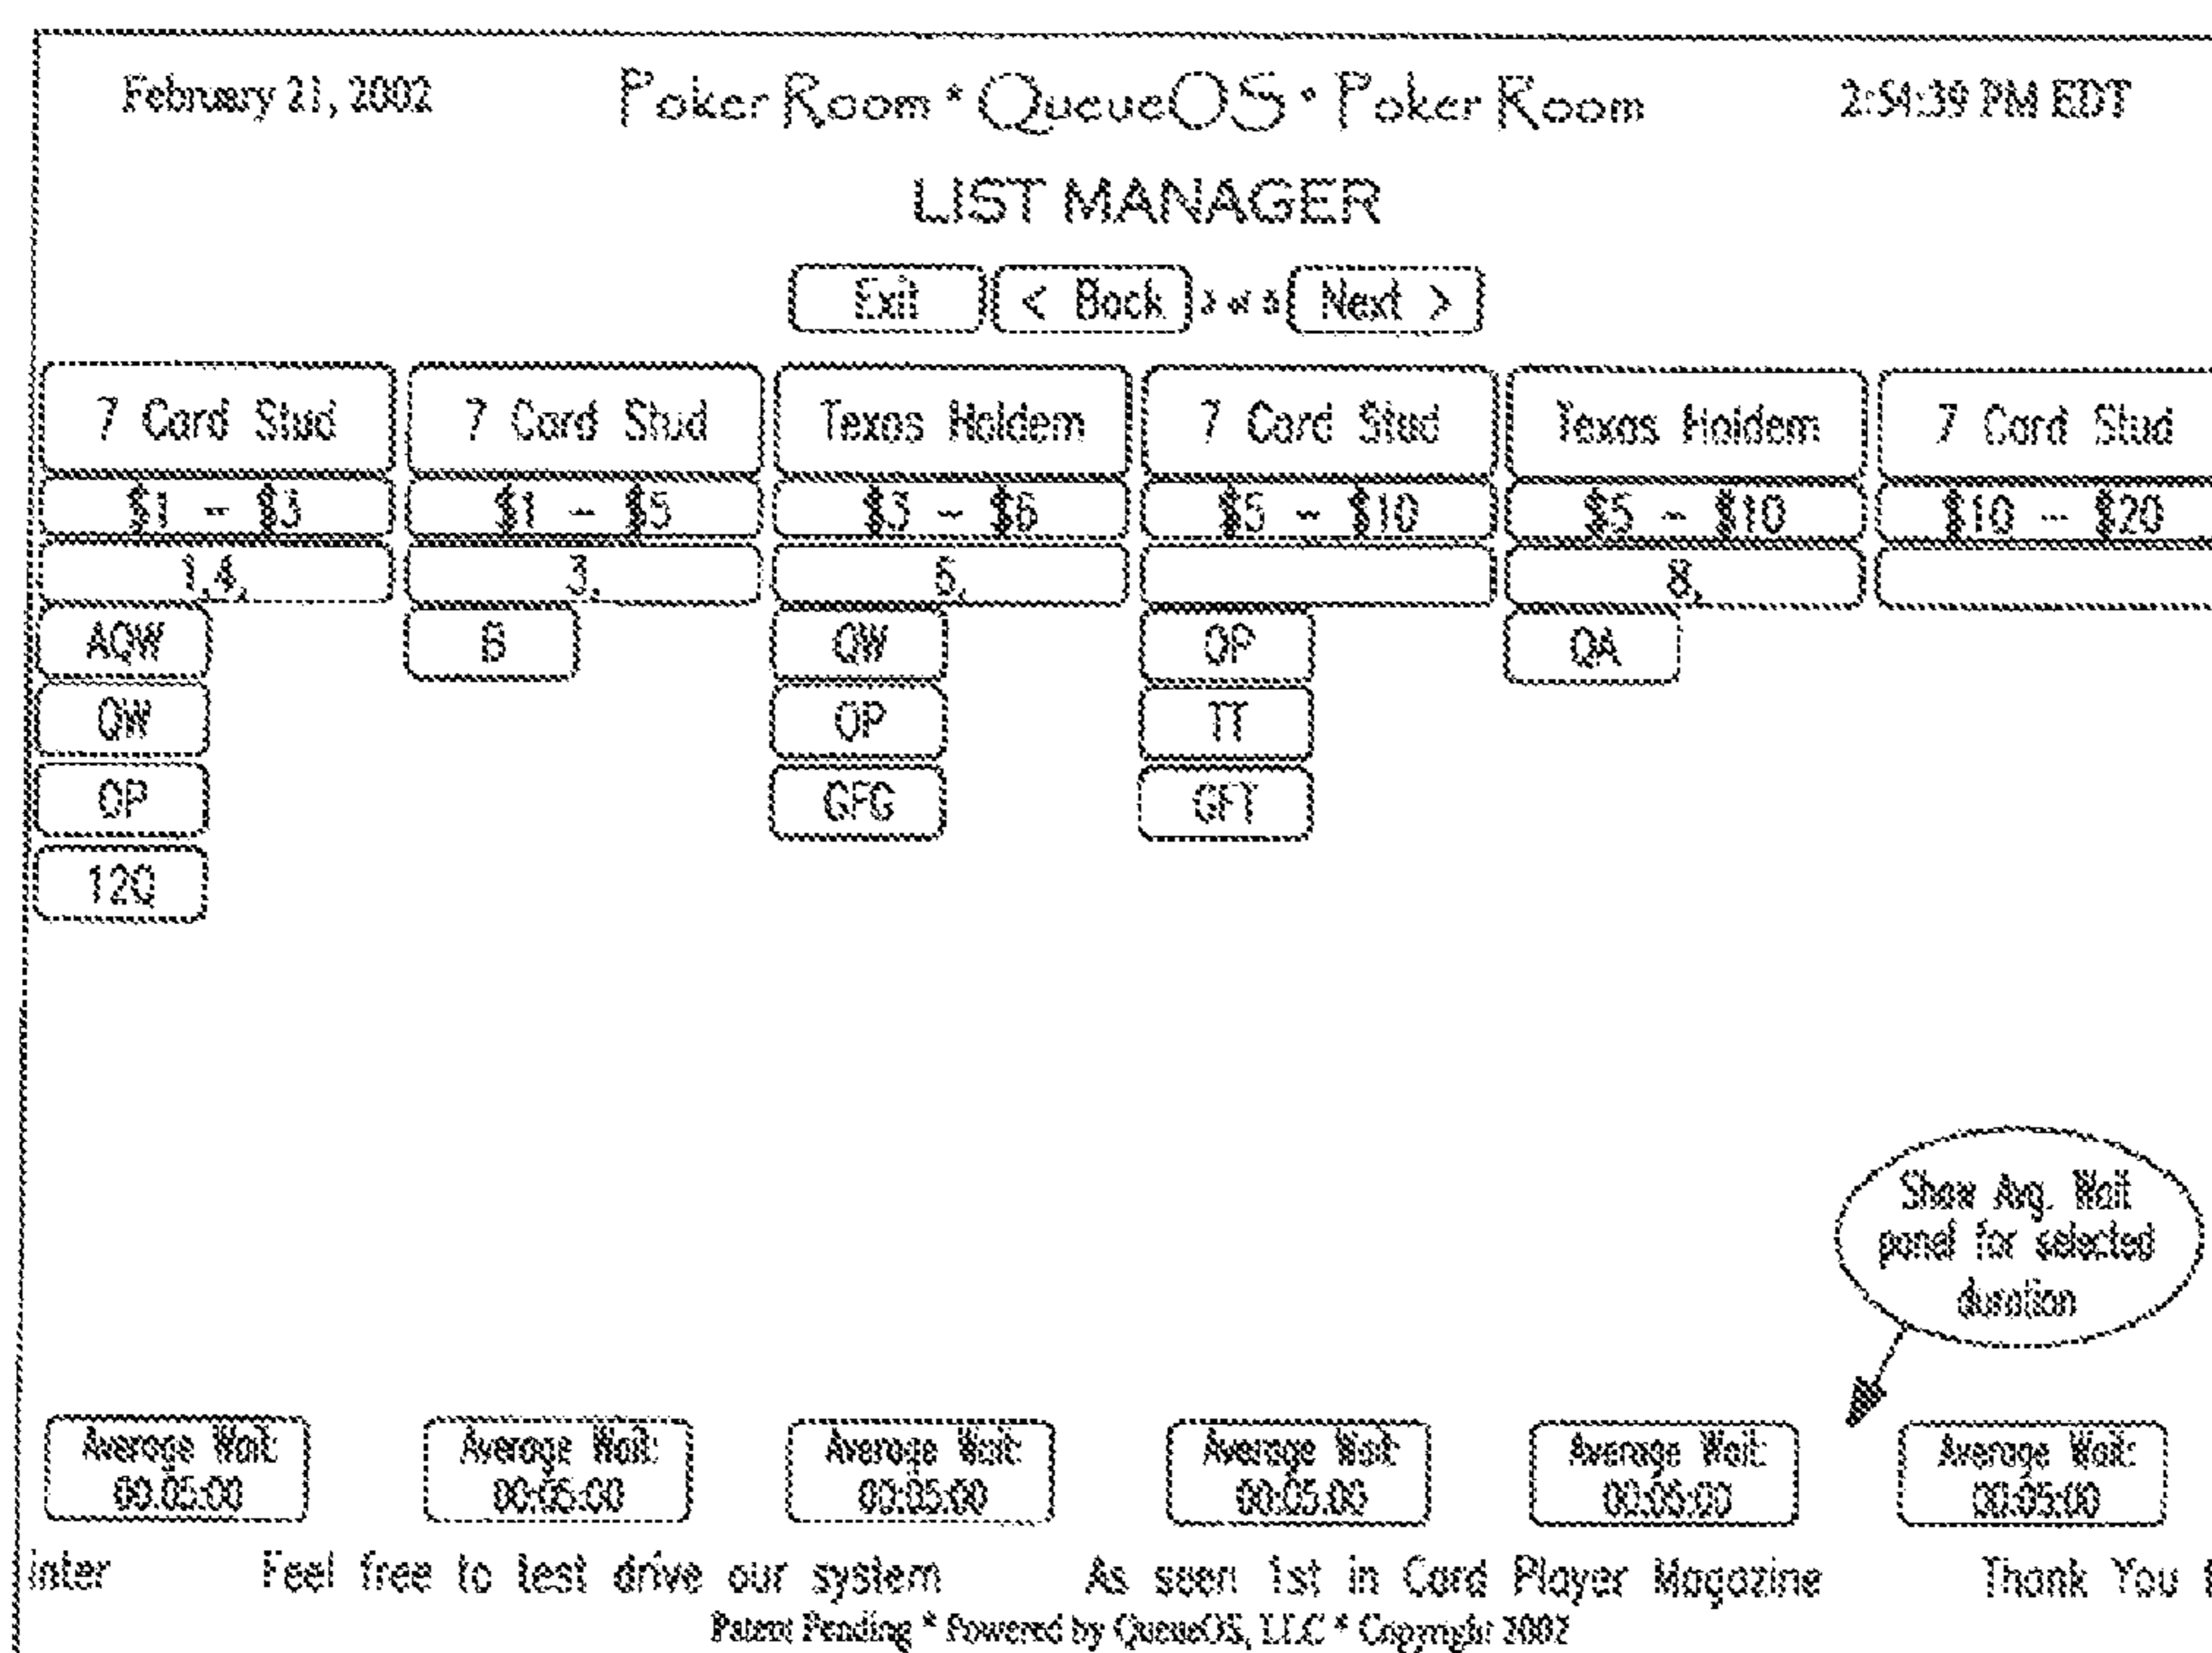 February 21, 2002 Poker Room * QueueOS * Poker Room 2:54:39 PM EDT
LIST MANAGER
Exit < Back of Next >
7 Card Stud 7 Card Stud Texas Holdem 7 Card Stud Texas Holdem 7 Card Stud
$1 - $3 $1 - $5 $3 - $6 $5 - $10 $5 - $10 $10 - $20
1,4, 3, 5, 8,
AQW B QW OP QA
QW OP TT
OP GFG GFT
12Q
Show Avg. Wait
panel for selected
duration
Average Wait: Average Wait: Average Wait: Average Wait: Average Wait: Average Wait:
00:05:00 00:05:00 00:05:00 00:05:00 00:05:00 00:05:00
inter Feel free to test drive our system As seen 1st in Card Player Magazine Thank You
Patent Pending * Powered by QueueOS, LLC * Copyright 2002